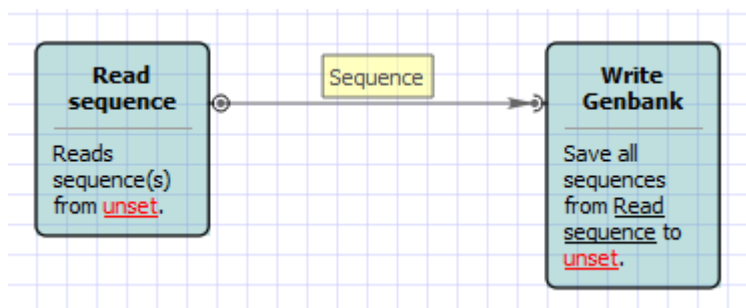 Read
sequence
Reads
sequence(s)
from unset.
Sequence
Write
Genbank
Save all
sequences
from Read
sequence to
unset.